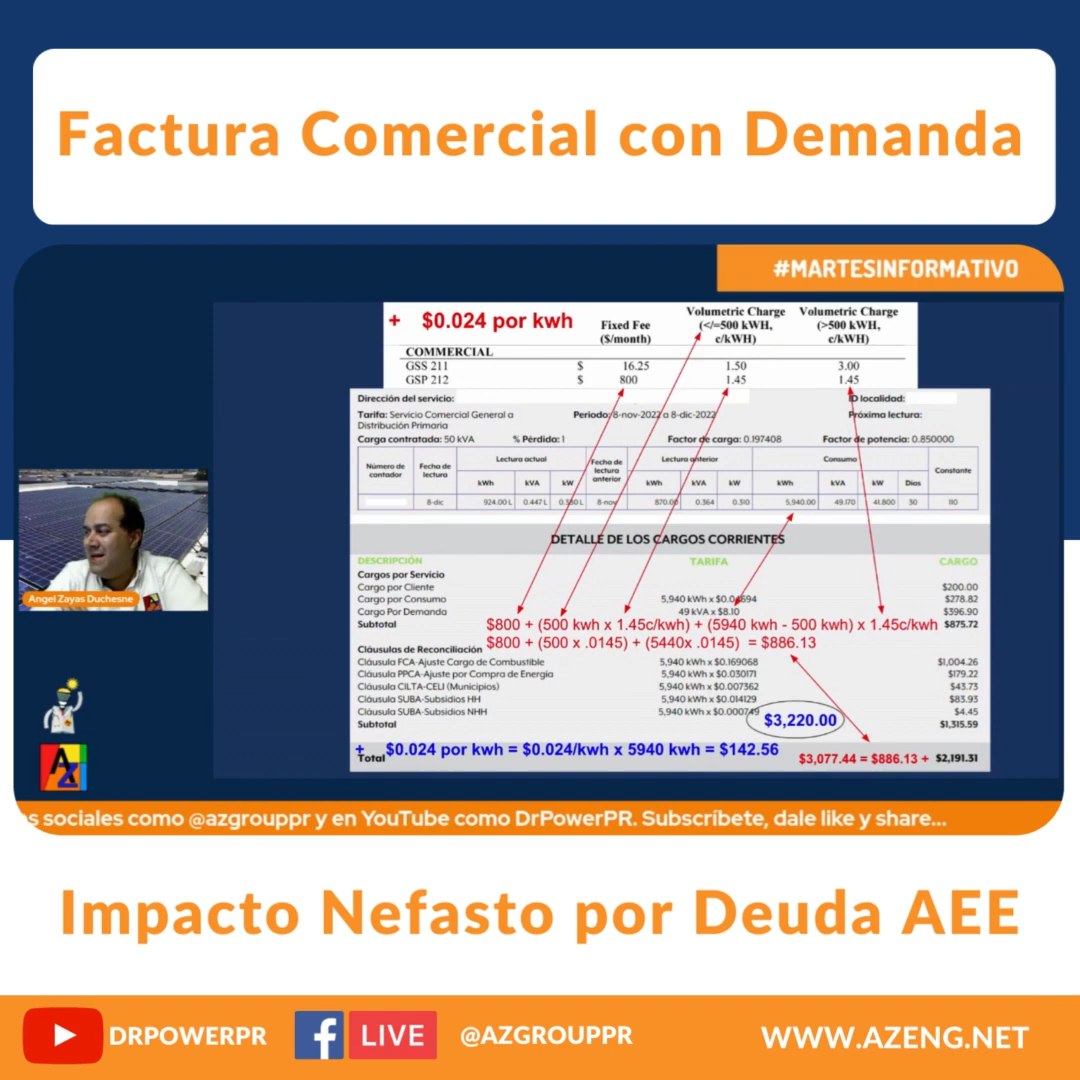 Factura Comercial con Demanda
#MARTESINFORMATIVO
+ $0.024 por kwh
Fixed Fee ($/month)
Volumetric Charge (</=500 kWH, c/kWH)
Volumetric Charge (>500 kWH, c/kWH)
COMMERCIAL
GSS 211 $ 16.25 1.50 3.00
GSP 212 $ 800 1.45 1.45
Dirección del servicio: ID localidad:
Tarifa: Servicio Comercial General a Distribución Primaria
Periodo: 8-nov-2022 a 8-dic-2022
Próxima lectura:
Carga contratada: 50 kVA % Pérdida: 1 Factor de carga: 0.197408 Factor de potencia: 0.850000
Número de contador
Fecha de lectura
Lectura actual
Fecha de lectura anterior
Lectura anterior
Consumo
Constante
kWh kVA kW kWh kVA kW kWh kVA kW Días
8-dic 924.00 L 0.447 L 0.380 L 8-nov 870.00 0.364 0.310 5,940.00 49.170 41.800 30 110
DETALLE DE LOS CARGOS CORRIENTES
DESCRIPCIÓN TARIFA CARGO
Cargos por Servicio
Cargo por Cliente $200.00
Cargo por Consumo 5,940 kWh x $0.04694 $278.82
Cargo Por Demanda 49 kVA x $8.10 $396.90
Subtotal $875.72
$800 + (500 kwh x 1.45c/kwh) + (5940 kwh - 500 kwh) x 1.45c/kwh
$800 + (500 x .0145) + (5440x .0145) = $886.13
Cláusulas de Reconciliación
Cláusula FCA-Ajuste Cargo de Combustible 5,940 kWh x $0.169068 $1,004.26
Cláusula PPCA-Ajuste por Compra de Energía 5,940 kWh x $0.030171 $179.22
Cláusula CILTA-CELI (Municipios) 5,940 kWh x $0.007362 $43.73
Cláusula SUBA-Subsidios HH 5,940 kWh x $0.014129 $83.93
Cláusula SUBA-Subsidios NHH 5,940 kWh x $0.000749 $4.45
Subtotal $1,315.59
$3,220.00
+ $0.024 por kwh = $0.024/kwh x 5940 kwh = $142.56
Total $3,077.44 = $886.13 + $2,191.31
Angel Zayas Duchesne
AZ
s sociales como @azgrouppr y en YouTube como DrPowerPR. Subscríbete, dale like y share...
Impacto Nefasto por Deuda AEE
DRPOWERPR
f LIVE
@AZGROUPPR
WWW.AZENG.NET